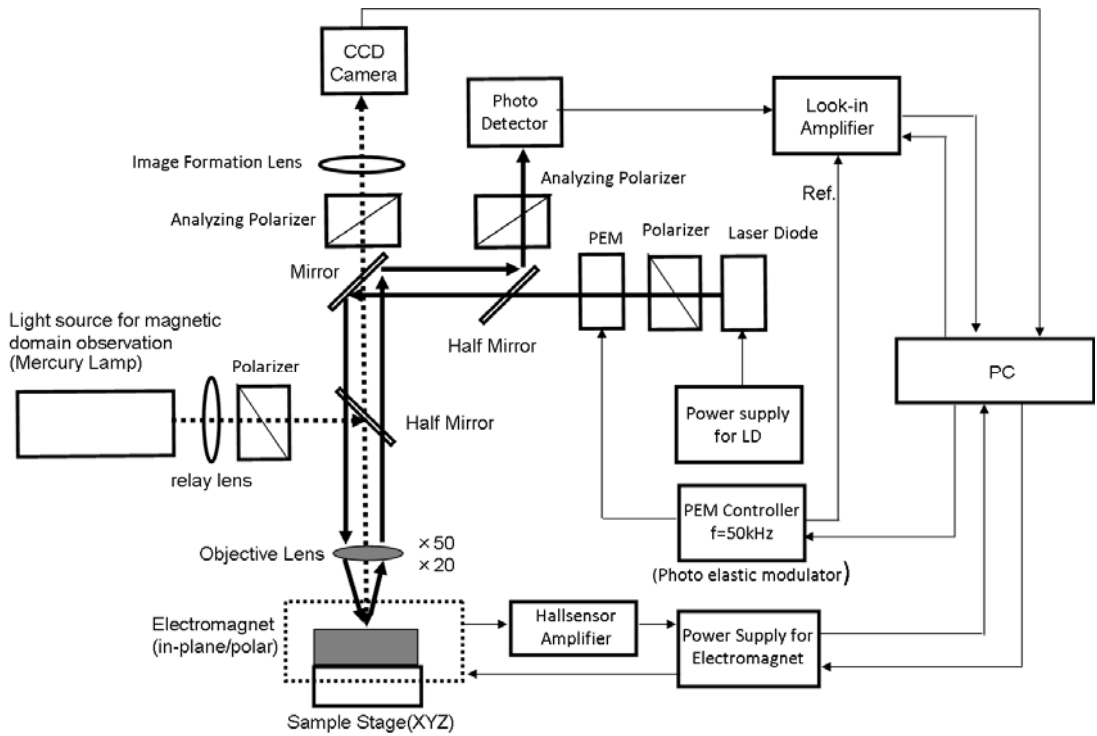 CCD
Camera
Photo
Detector
Look-in
Amplifier
Image Formation Lens
Analyzing Polarizer
Ref.
Analyzing Polarizer
PEM
Polarizer
Laser Diode
Mirror
Light source for magnetic
domain observation
(Mercury Lamp)
Polarizer
Half Mirror
PC
Half Mirror
Power supply
for LD
relay lens
PEM Controller
f=50kHz
(Photo elastic modulator)
Objective Lens
×50
×20
Electromagnet
(in-plane/polar)
Hallsensor
Amplifier
Power Supply for
Electromagnet
Sample Stage(XYZ)